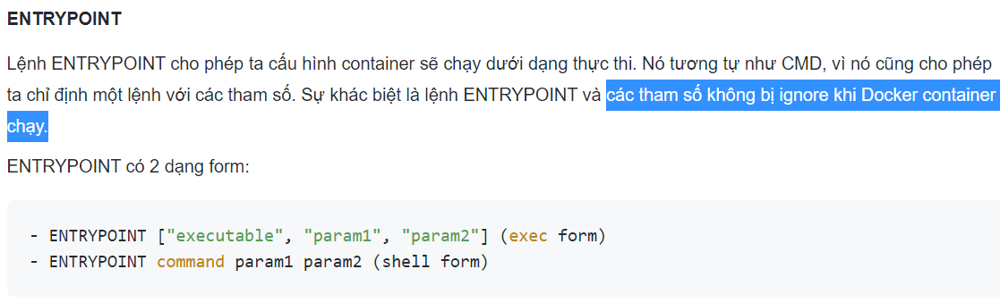 ENTRYPOINT
Lệnh ENTRYPOINT cho phép ta cấu hình container sẽ chạy dưới dạng thực thi. Nó tương tự như CMD, vì nó cũng cho phép
ta chỉ định một lệnh với các tham số. Sự khác biệt là lệnh ENTRYPOINT và các tham số không bị ignore khi Docker container
chạy.
ENTRYPOINT có 2 dạng form:
- ENTRYPOINT ["executable", "param1", "param2"] (exec form)
- ENTRYPOINT command param1 param2 (shell form)